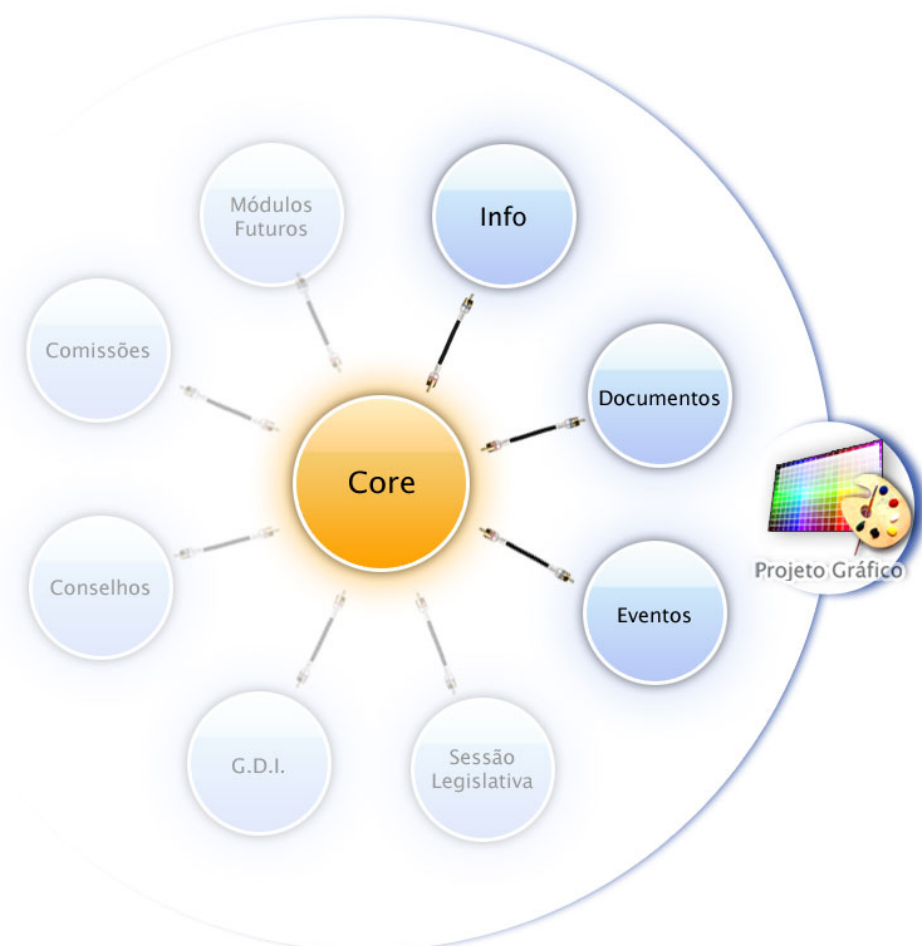 Módulos
Futuros
Info
Comissões
Documentos
Core
Projeto Gráfico
Conselhos
Eventos
G.D.I.
Sessão
Legislativa